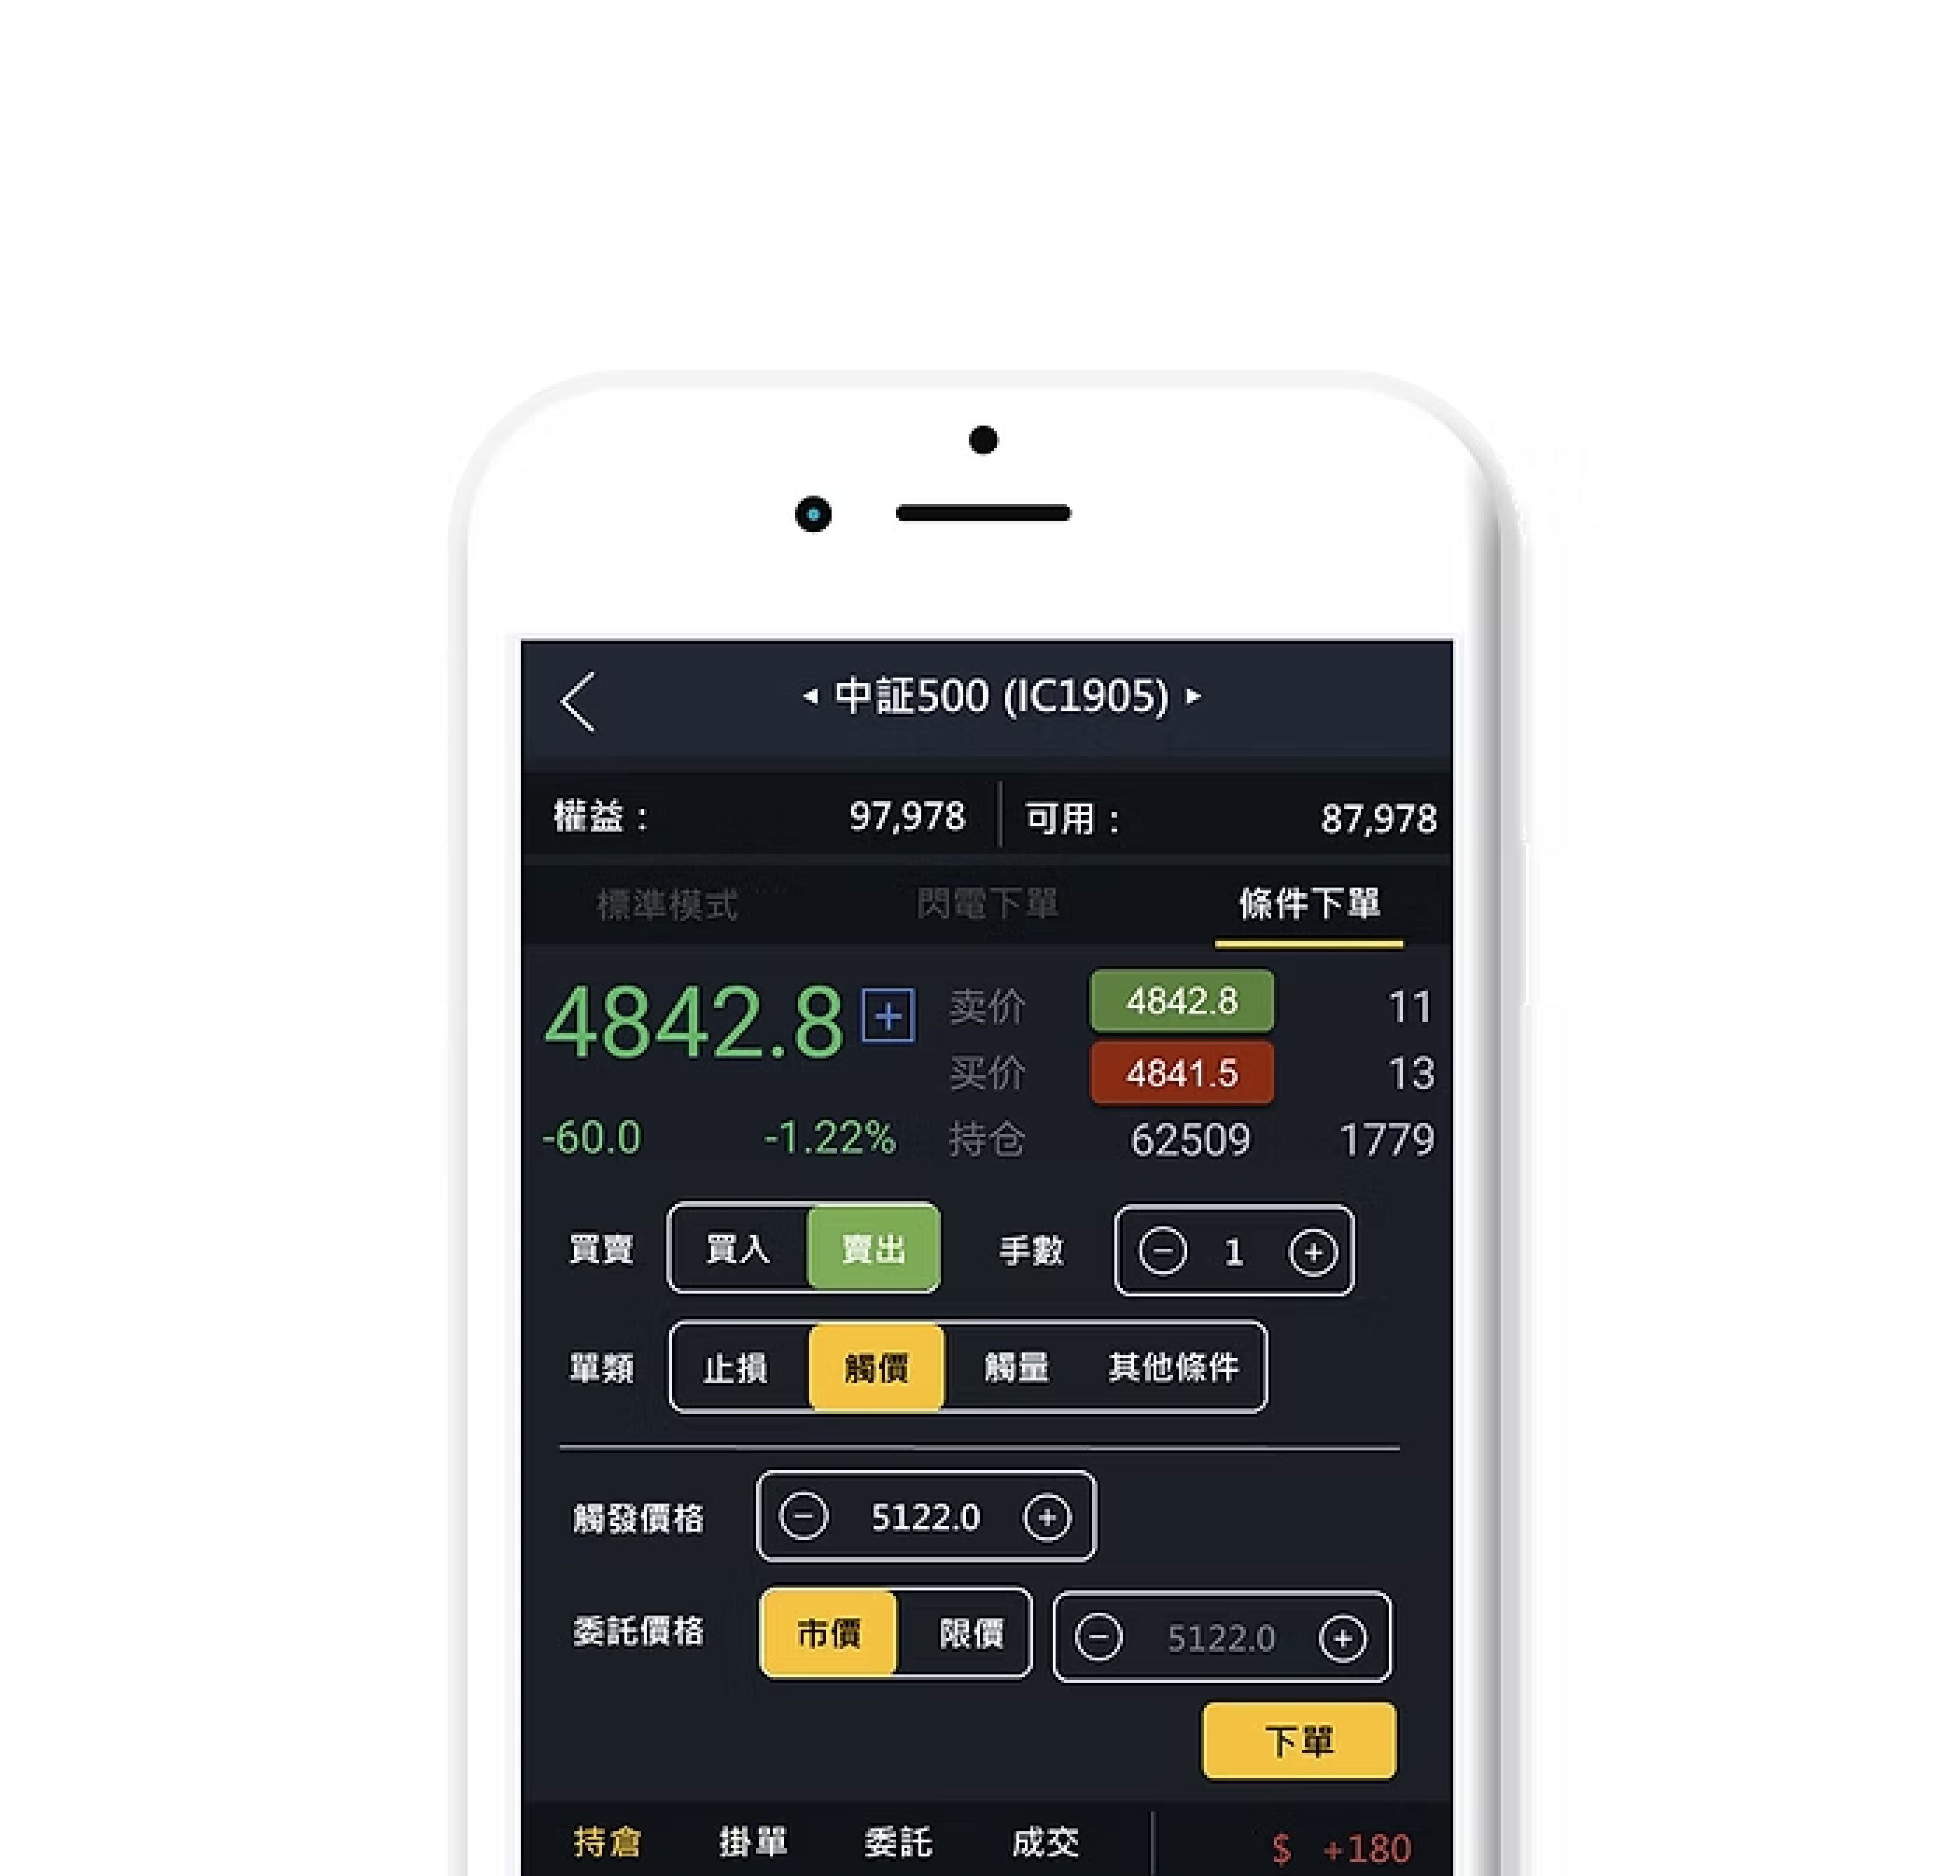 中証500 (IC1905)
權益： 97,978 可用： 87,978
標準模式 閃電下單 條件下單
4842.8 + 卖价 4842.8 11
买价 4841.5 13
-60.0 -1.22% 持仓 62509 1779
買賣 買入 賣出 手數 − 1 +
單類 止損 觸價 觸量 其他條件
觸發價格 − 5122.0 +
委託價格 市價 限價 − 5122.0 +
下單
持倉 掛單 委託 成交 $ +180